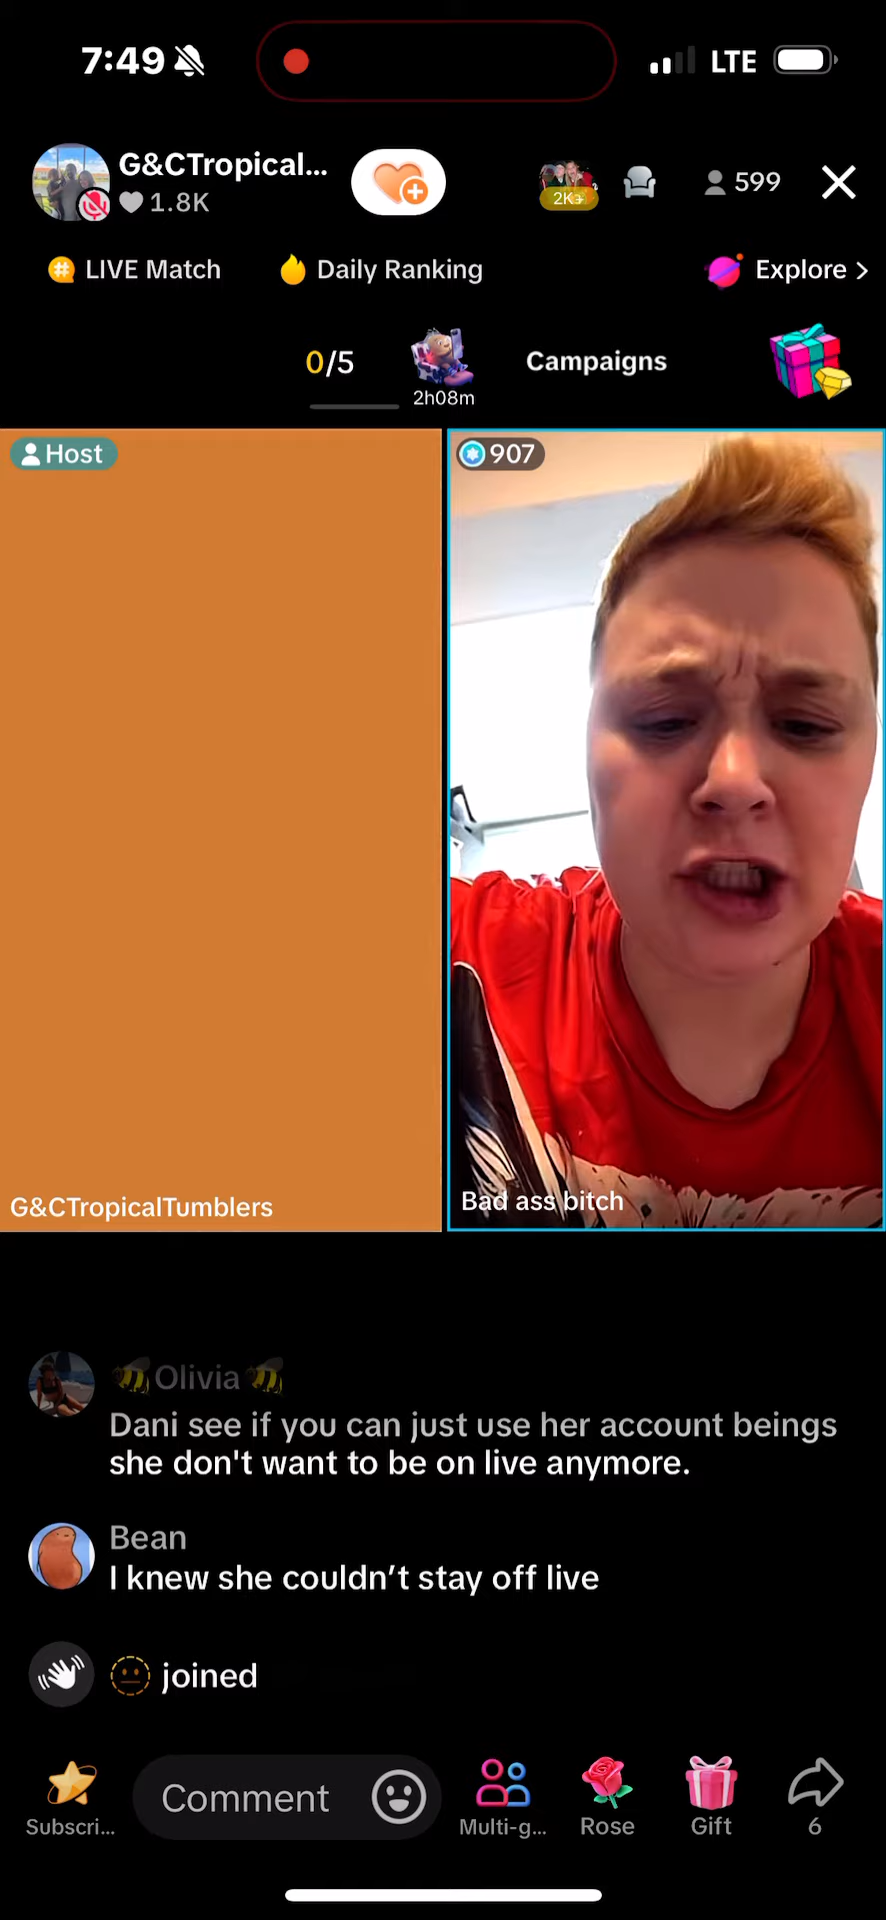 7:49 LTE
G&CTropical...
1.8K
2K+
599
LIVE Match Daily Ranking Explore >
0/5 Campaigns
2h08m
Host 907
G&CTropicalTumblers Bad ass bitch
🐝Olivia🐝
Dani see if you can just use her account beings
she don't want to be on live anymore.
Bean
I knew she couldn’t stay off live
🫥 joined
Comment
Subscri... Multi-g... Rose Gift 6